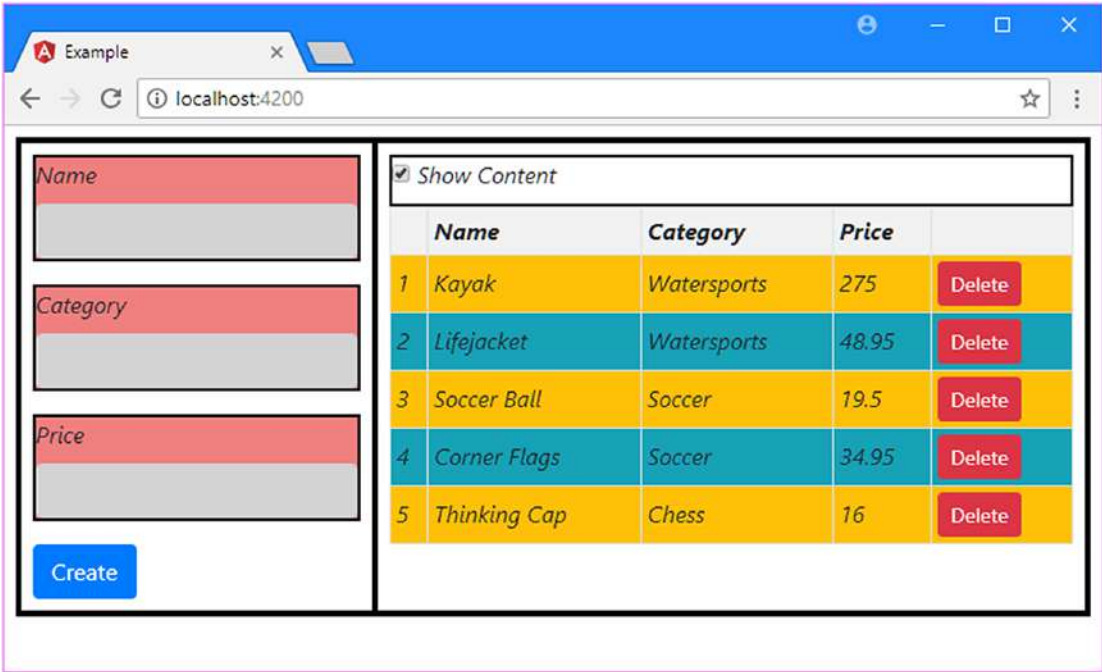 Example
localhost:4200
Name
Category
Price
Create
Show Content
Name Category Price
1 Kayak Watersports 275 Delete
2 Lifejacket Watersports 48.95 Delete
3 Soccer Ball Soccer 19.5 Delete
4 Corner Flags Soccer 34.95 Delete
5 Thinking Cap Chess 16 Delete